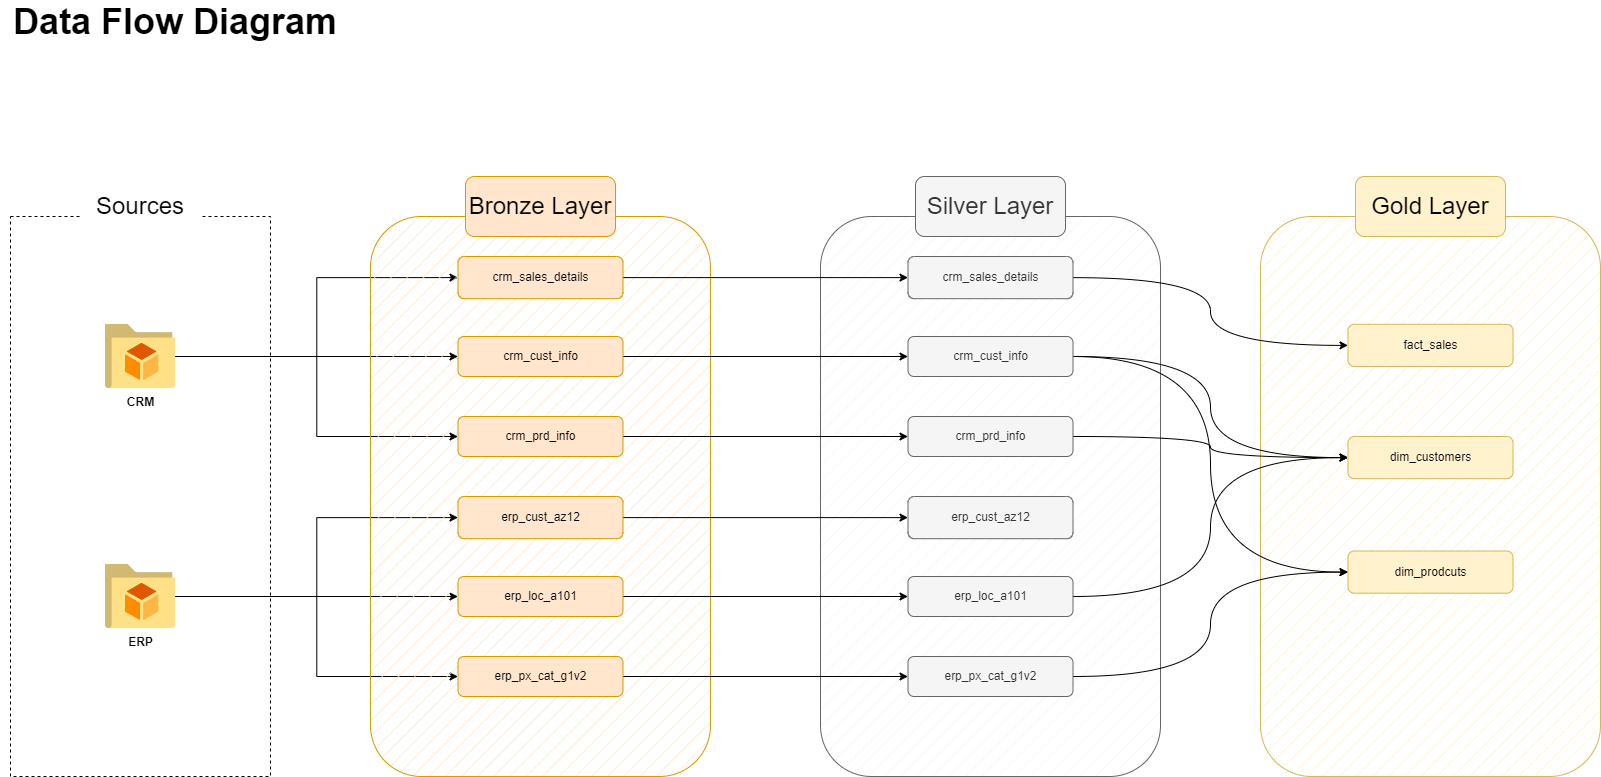 Data Flow Diagram
Sources
Bronze Layer
Silver Layer
Gold Layer
crm_sales_details
crm_sales_details
fact_sales
crm_cust_info
crm_cust_info
CRM
crm_prd_info
crm_prd_info
dim_customers
erp_cust_az12
erp_cust_az12
dim_prodcuts
erp_loc_a101
erp_loc_a101
ERP
erp_px_cat_g1v2
erp_px_cat_g1v2